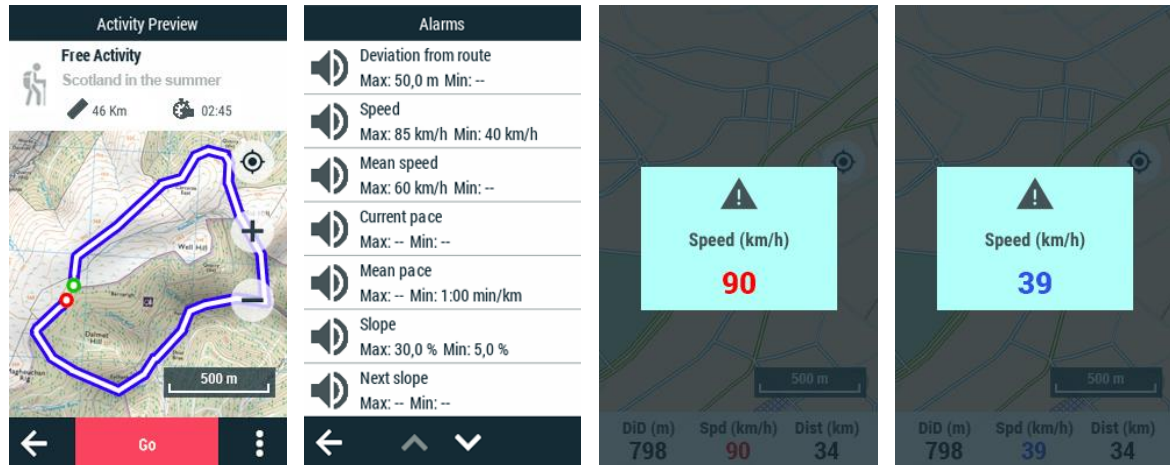 Activity Preview
Free Activity
Scotland in the summer
46 Km 02:45
Well Hill
Dalmet
Hill
500 m
Go
Alarms
Deviation from route
Max: 50,0 m Min: --
Speed
Max: 85 km/h Min: 40 km/h
Mean speed
Max: 60 km/h Min: --
Current pace
Max: -- Min: --
Mean pace
Max: -- Min: 1:00 min/km
Slope
Max: 30,0 % Min: 5,0 %
Next slope
Max: -- Min: --
Speed (km/h)
90
500 m
DiD (m) Spd (km/h) Dist (km)
798 90 34
Speed (km/h)
39
500 m
DiD (m) Spd (km/h) Dist (km)
798 39 34